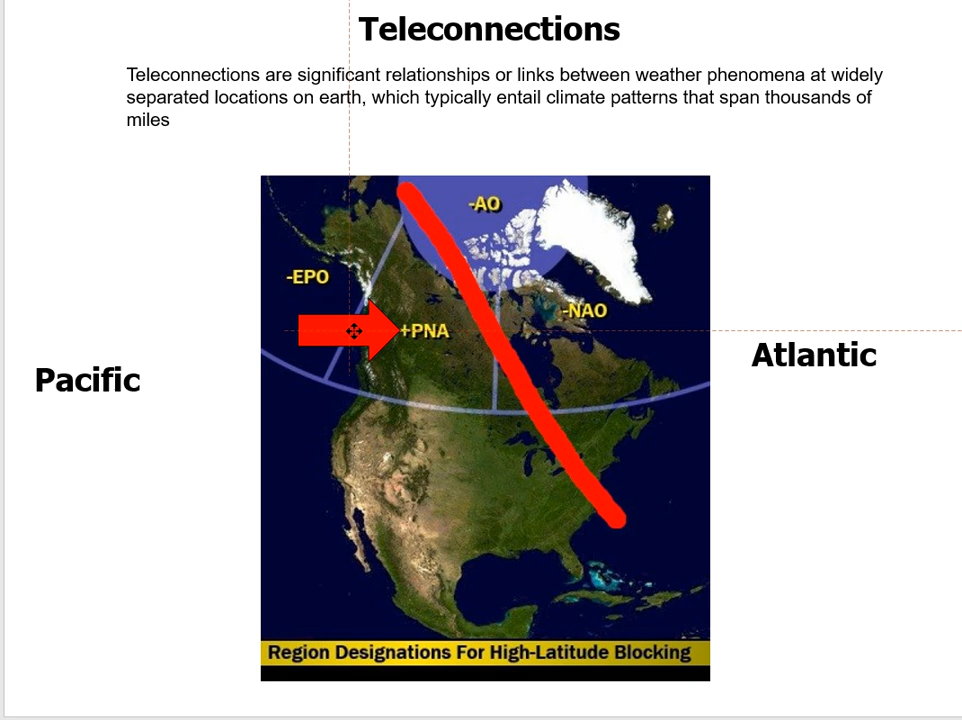 Teleconnections
Teleconnections are significant relationships or links between weather phenomena at widely
separated locations on earth, which typically entail climate patterns that span thousands of
miles
-AO
-EPO
-NAO
+PNA
Atlantic
Pacific
Region Designations For High-Latitude Blocking